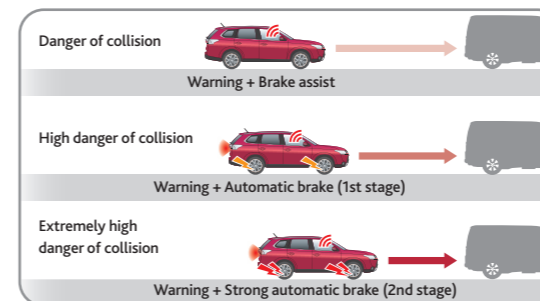 Danger of collision
Warning + Brake assist
High danger of collision
Warning + Automatic brake (1st stage)
Extremely high
danger of collision
Warning + Strong automatic brake (2nd stage)